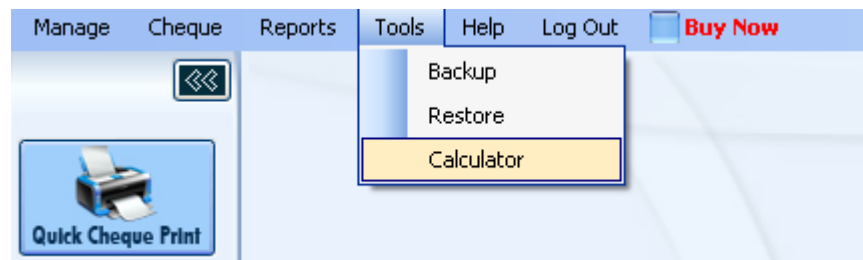 Manage Cheque Reports Tools Help Log Out Buy Now
Backup
Restore
Calculator
Quick Cheque Print